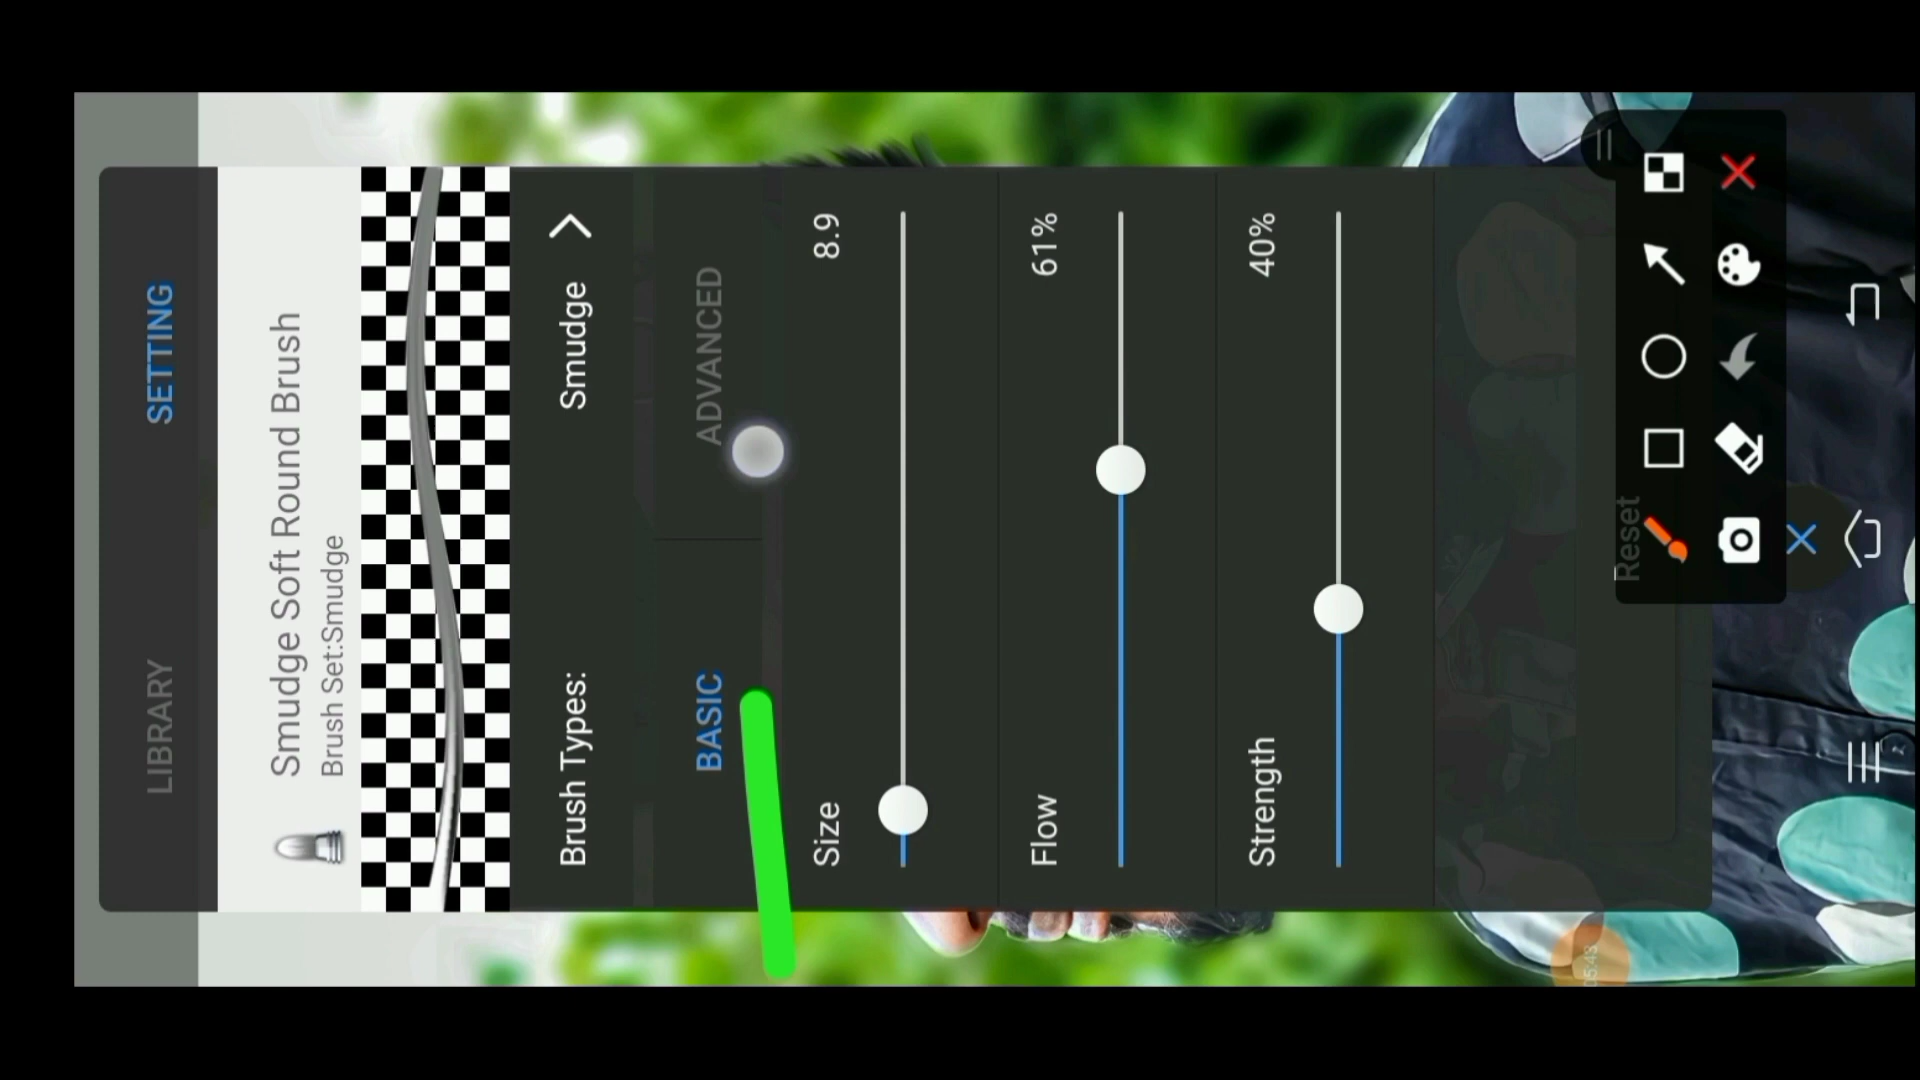 LIBRARY SETTING
Smudge Soft Round Brush
Brush Set:Smudge
Brush Types: Smudge
BASIC ADVANCED
Size 8.9
Flow 61%
Strength 40%
Reset